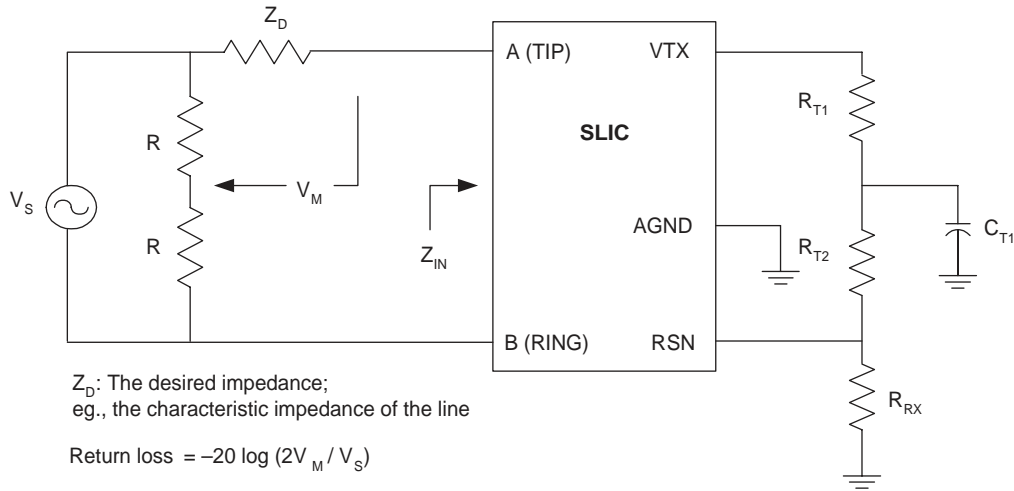 Z_D
A (TIP)
VTX
R_T1
SLIC
R
V_M
V_S
R
Z_IN
AGND
R_T2
C_T1
B (RING)
RSN
Z_D: The desired impedance;
eg., the characteristic impedance of the line
R_RX
Return loss = –20 log (2V_M / V_S)